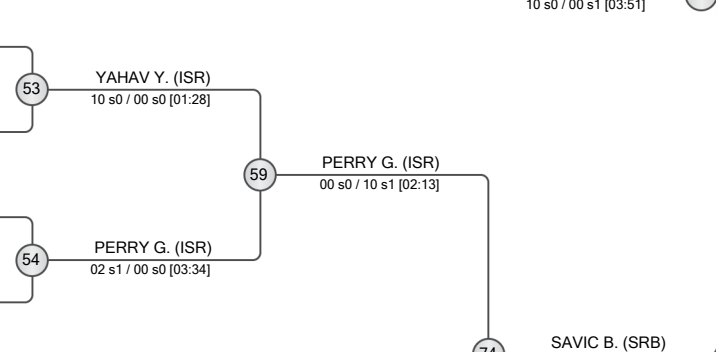 10 s0 / 00 s1 [03:51]
53
YAHAV Y. (ISR)
10 s0 / 00 s0 [01:28]
59
PERRY G. (ISR)
00 s0 / 10 s1 [02:13]
54
PERRY G. (ISR)
02 s1 / 00 s0 [03:34]
74
SAVIC B. (SRB)